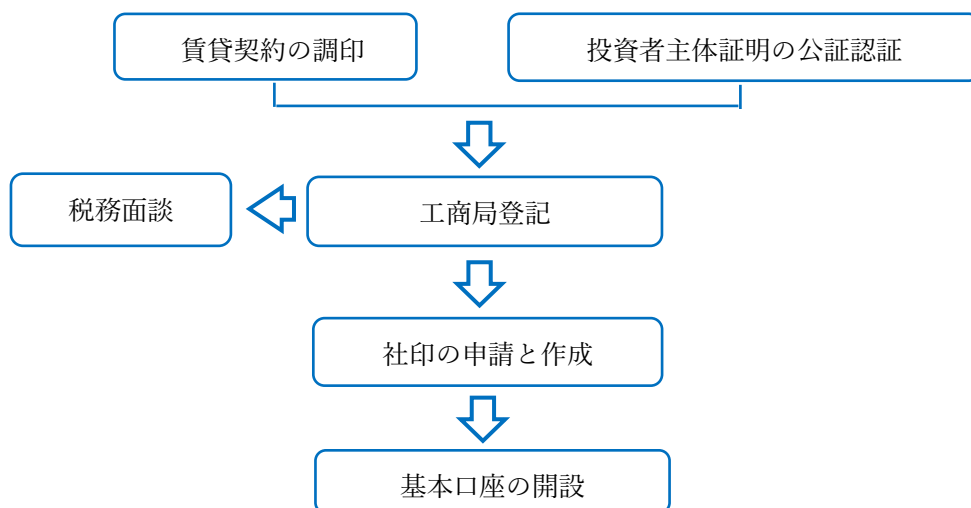 賃貸契約の調印
投資者主体証明の公証認証
税務面談
工商局登記
社印の申請と作成
基本口座の開設